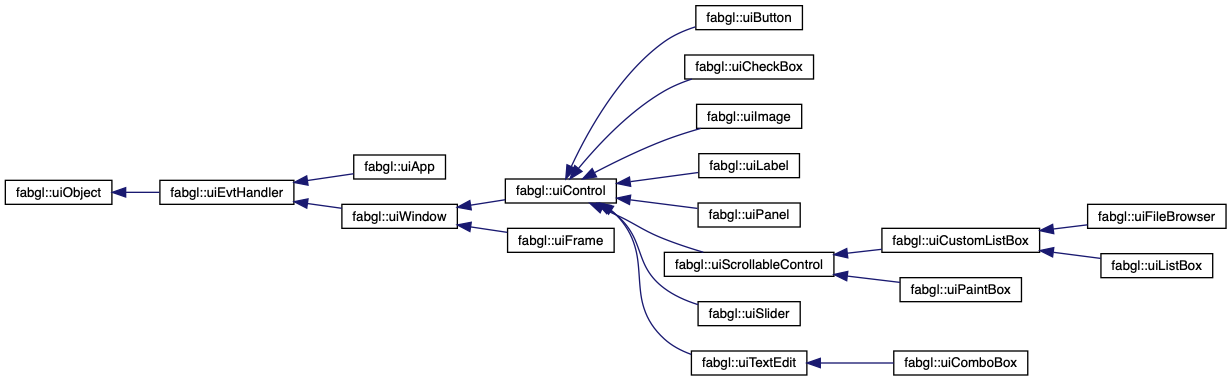 fabgl::uiButton
fabgl::uiCheckBox
fabgl::uiImage
fabgl::uiApp
fabgl::uiLabel
fabgl::uiObject
fabgl::uiEvtHandler
fabgl::uiControl
fabgl::uiWindow
fabgl::uiPanel
fabgl::uiFileBrowser
fabgl::uiFrame
fabgl::uiCustomListBox
fabgl::uiScrollableControl
fabgl::uiListBox
fabgl::uiPaintBox
fabgl::uiSlider
fabgl::uiTextEdit
fabgl::uiComboBox